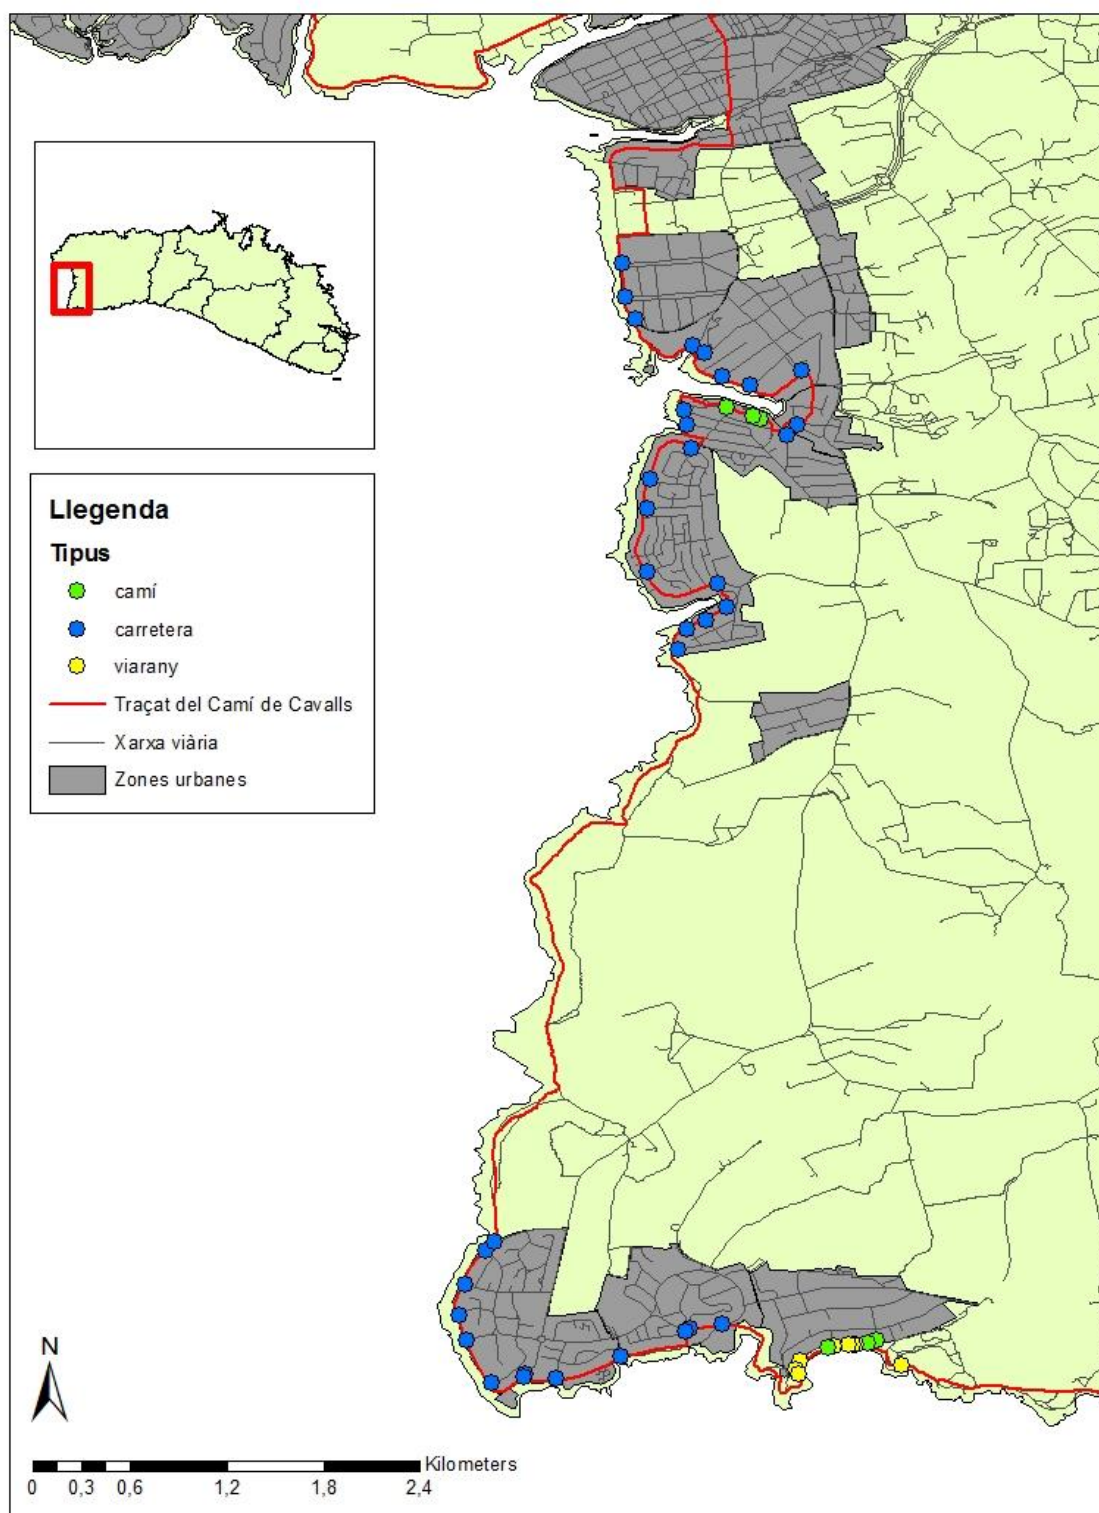 Llegenda
Tipus
camí
carretera
viarany
Traçat del Camí de Cavalls
Xarxa viària
Zones urbanes
N
Kilometers
0 0,3 0,6 1,2 1,8 2,4